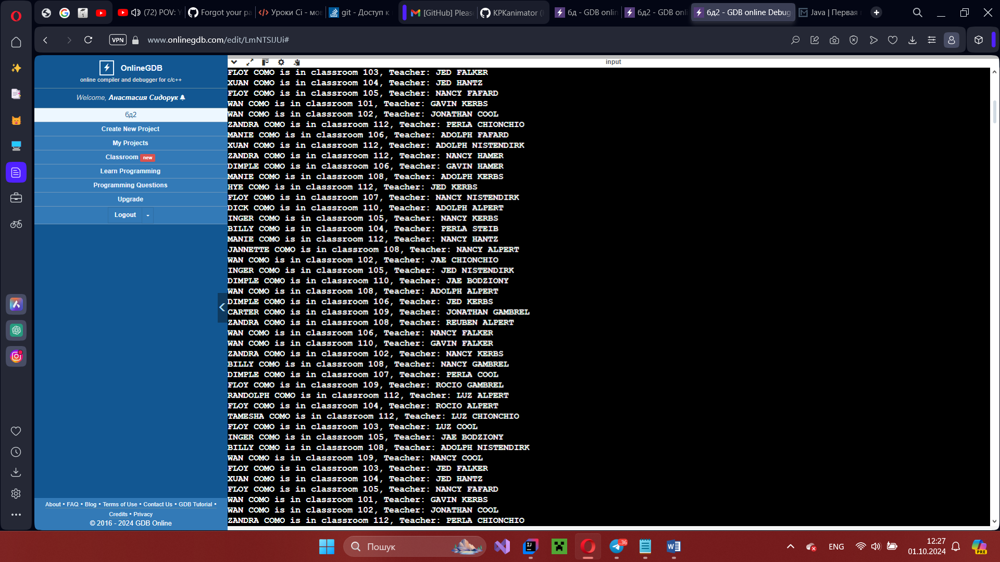 (72) POV: Y
Forgot your pa
Уроки Сі - мо
git - Доступ к
[GitHub] Pleas
KPKanimator (
бд - GDB onlin
бд2 - GDB onl
бд2 - GDB online Debug
Java | Первая
VPN
www.onlinegdb.com/edit/LmNTSlJUi#
OnlineGDB
online compiler and debugger for c/c++
Welcome, Анастасия Сидорук
бд2
Create New Project
My Projects
Classroom new
Learn Programming
Programming Questions
Upgrade
Logout
About • FAQ • Blog • Terms of Use • Contact Us • GDB Tutorial •
Credits • Privacy
© 2016 - 2024 GDB Online
input
FLOY COMO is in classroom 103, Teacher: JED FALKER
XUAN COMO is in classroom 104, Teacher: JED HANTZ
FLOY COMO is in classroom 105, Teacher: NANCY FAFARD
WAN COMO is in classroom 101, Teacher: GAVIN KERBS
WAN COMO is in classroom 102, Teacher: JONATHAN COOL
ZANDRA COMO is in classroom 112, Teacher: PERLA CHIONCHIO
MANIE COMO is in classroom 106, Teacher: ADOLPH FAFARD
XUAN COMO is in classroom 112, Teacher: ADOLPH NISTENDIRK
ZANDRA COMO is in classroom 112, Teacher: NANCY HAMER
DIMPLE COMO is in classroom 106, Teacher: GAVIN HAMER
MANIE COMO is in classroom 108, Teacher: ADOLPH KERBS
HYE COMO is in classroom 112, Teacher: JED KERBS
FLOY COMO is in classroom 107, Teacher: NANCY NISTENDIRK
DICK COMO is in classroom 110, Teacher: ADOLPH ALPERT
INGER COMO is in classroom 105, Teacher: NANCY KERBS
BILLY COMO is in classroom 104, Teacher: PERLA STEIB
MANIE COMO is in classroom 112, Teacher: NANCY HANTZ
JANNETTE COMO is in classroom 108, Teacher: NANCY ALPERT
WAN COMO is in classroom 102, Teacher: JAE CHIONCHIO
INGER COMO is in classroom 105, Teacher: JED NISTENDIRK
DIMPLE COMO is in classroom 110, Teacher: JAE BODZIONY
WAN COMO is in classroom 108, Teacher: ADOLPH ALPERT
DIMPLE COMO is in classroom 106, Teacher: JED KERBS
CARTER COMO is in classroom 109, Teacher: JONATHAN GAMBREL
ZANDRA COMO is in classroom 108, Teacher: REUBEN ALPERT
WAN COMO is in classroom 106, Teacher: NANCY FALKER
WAN COMO is in classroom 110, Teacher: GAVIN FALKER
ZANDRA COMO is in classroom 102, Teacher: NANCY KERBS
BILLY COMO is in classroom 108, Teacher: NANCY GAMBREL
DIMPLE COMO is in classroom 107, Teacher: PERLA COOL
FLOY COMO is in classroom 109, Teacher: ROCIO GAMBREL
RANDOLPH COMO is in classroom 112, Teacher: LUZ ALPERT
FLOY COMO is in classroom 104, Teacher: ROCIO ALPERT
TAMESHA COMO is in classroom 112, Teacher: LUZ CHIONCHIO
FLOY COMO is in classroom 103, Teacher: LUZ COOL
INGER COMO is in classroom 105, Teacher: JAE BODZIONY
BILLY COMO is in classroom 108, Teacher: ADOLPH NISTENDIRK
WAN COMO is in classroom 109, Teacher: NANCY COOL
FLOY COMO is in classroom 103, Teacher: JED FALKER
XUAN COMO is in classroom 104, Teacher: JED HANTZ
FLOY COMO is in classroom 105, Teacher: NANCY FAFARD
WAN COMO is in classroom 101, Teacher: GAVIN KERBS
WAN COMO is in classroom 102, Teacher: JONATHAN COOL
ZANDRA COMO is in classroom 112, Teacher: PERLA CHIONCHIO
Пошук
36
ENG
12:27
01.10.2024
PRE